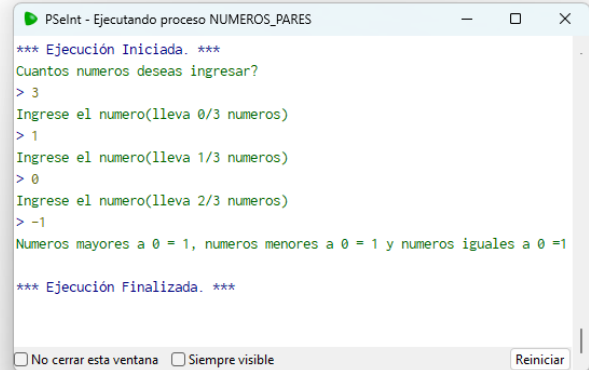 PSeInt - Ejecutando proceso NUMEROS_PARES
*** Ejecución Iniciada. ***
Cuantos numeros deseas ingresar?
> 3
Ingrese el numero(lleva 0/3 numeros)
> 1
Ingrese el numero(lleva 1/3 numeros)
> 0
Ingrese el numero(lleva 2/3 numeros)
> -1
Numeros mayores a 0 = 1, numeros menores a 0 = 1 y numeros iguales a 0 =1
*** Ejecución Finalizada. ***
No cerrar esta ventana Siempre visible Reiniciar